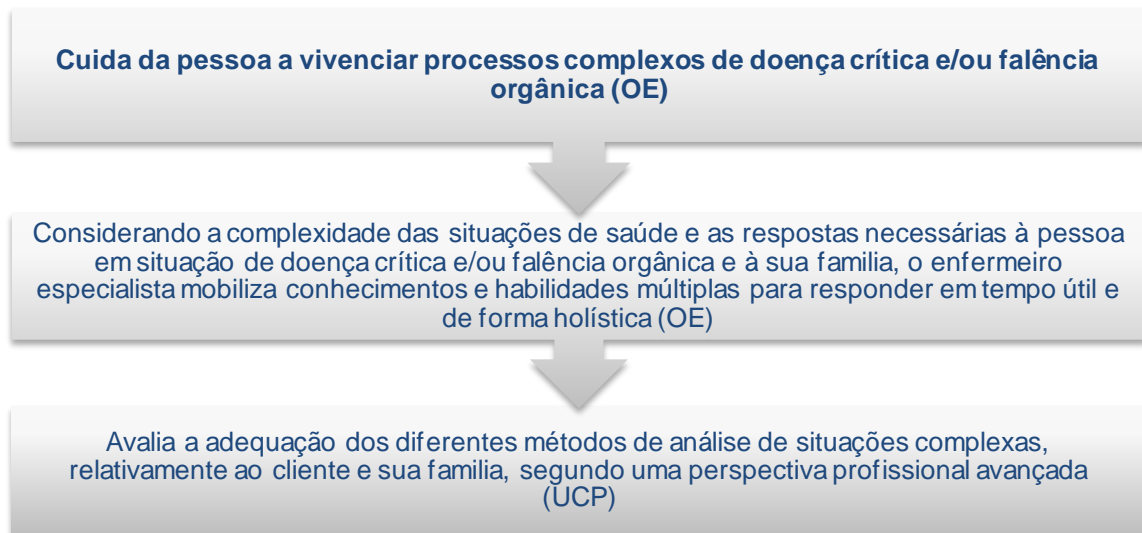 Cuida da pessoa a vivenciar processos complexos de doença crítica e/ou falência
orgânica (OE)
Considerando a complexidade das situações de saúde e as respostas necessárias à pessoa
em situação de doença crítica e/ou falência orgânica e à sua familia, o enfermeiro
especialista mobiliza conhecimentos e habilidades múltiplas para responder em tempo útil e
de forma holística (OE)
Avalia a adequação dos diferentes métodos de análise de situações complexas,
relativamente ao cliente e sua familia, segundo uma perspectiva profissional avançada
(UCP)